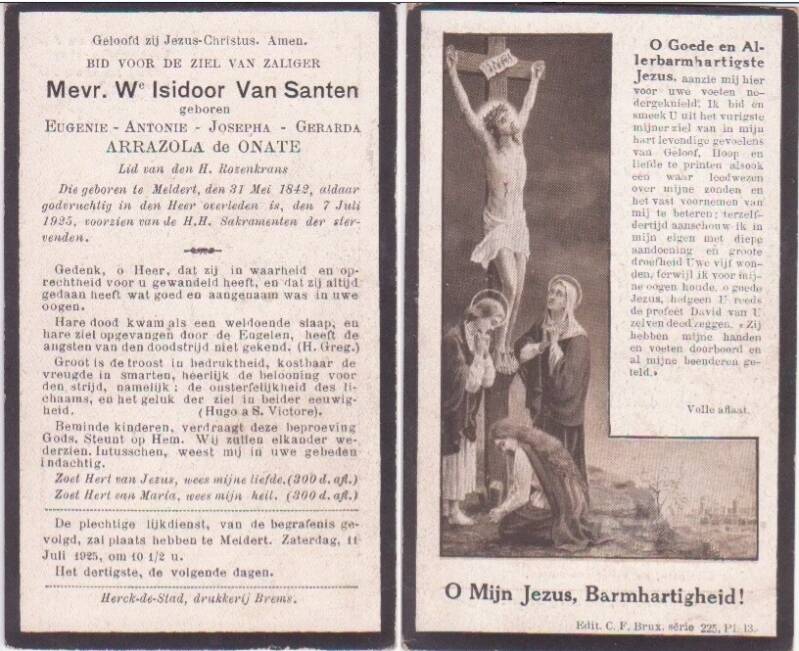 Geloofd zij Jezus-Christus. Amen.
BID VOOR DE ZIEL VAN ZALIGER
Mevr. We Isidoor Van Santen
geboren
EUGENIE - ANTONIE - JOSEPHA - GERARDA
ARRAZOLA de ONATE
Lid van den H. Rozenkrans
Die geboren te Meldert, den 31 Mei 1842, aldaar
godvruchtig in den Heer overleden is, den 7 Juli
1925, voorzien van de H.H. Sakramenten der ster-
venden.
Gedenk, o Heer, dat zij in waarheid en op-
rechtheid voor u gewandeld heeft, en dat zij altijd
gedaan heeft wat goed en aangenaam was in uwe
oogen.
Hare dood kwam als een weldoende slaap, en
hare ziel opgevangen door de Engelen, heeft de
angsten van den doodstrijd niet gekend. (H. Greg.)
Groot is de troost in bedruktheid, kostbaar de
vreugde in smarten, heerlijk de belooning voor
den strijd, namelijk; de onsterfelijkheid des li-
chaams, en het geluk der ziel in helder eeuwig-
heid. (Hugo a S. Victore).
Beminde kinderen, verdraagt deze beproeving
Gods. Steunt op Hem. Wij zullen elkander we-
derzien. Intusschen, weest mij in uwe gebeden
indachtig.
Zoet Hert van Jezus, wees mijne liefde. (300 d. afl.)
Zoet Hert van Maria, wees mijn heil. (300 d. afl.)
De plechtige lijkdienst, van de begrafenis ge-
volgd, zal plaats hebben te Meldert. Zaterdag, 11
Juli 1925, om 10 1/2 u.
Het dertigste, de volgende dagen.
Herck-de-Stad, drukkerij Brems.
INRI
O Goede en Al-
lerbarmhartigste
Jezus, aanzie mij hier
voor uwe voeten ne-
dergeknield! Ik bid en
smeek U uit het vurigste
mijner ziel van in mijn
hart levendige gevoelens
van Geloof, Hoop en
liefde te printen alsook
een waar leedwezen
over mijne zonden en
het vast voornemen van
mij te beteren; terzelf-
dertijd aanschouw ik in
mijn eigen met diepe
aandoening en groote
droefheid Uwe vijf won-
den, terwijl ik voor mij-
ne oogen houde, o goede
Jezus, hetgeen U reeds
de profeet David van U
zelven deed zeggen. «Zij
hebben mijne handen
en voeten doorboord en
al mijne beenderen ge-
teld.»
Volle aflaat.
O Mijn Jezus, Barmhartigheid!
Edit. C. F. Brux. série 225, Pl. 13.